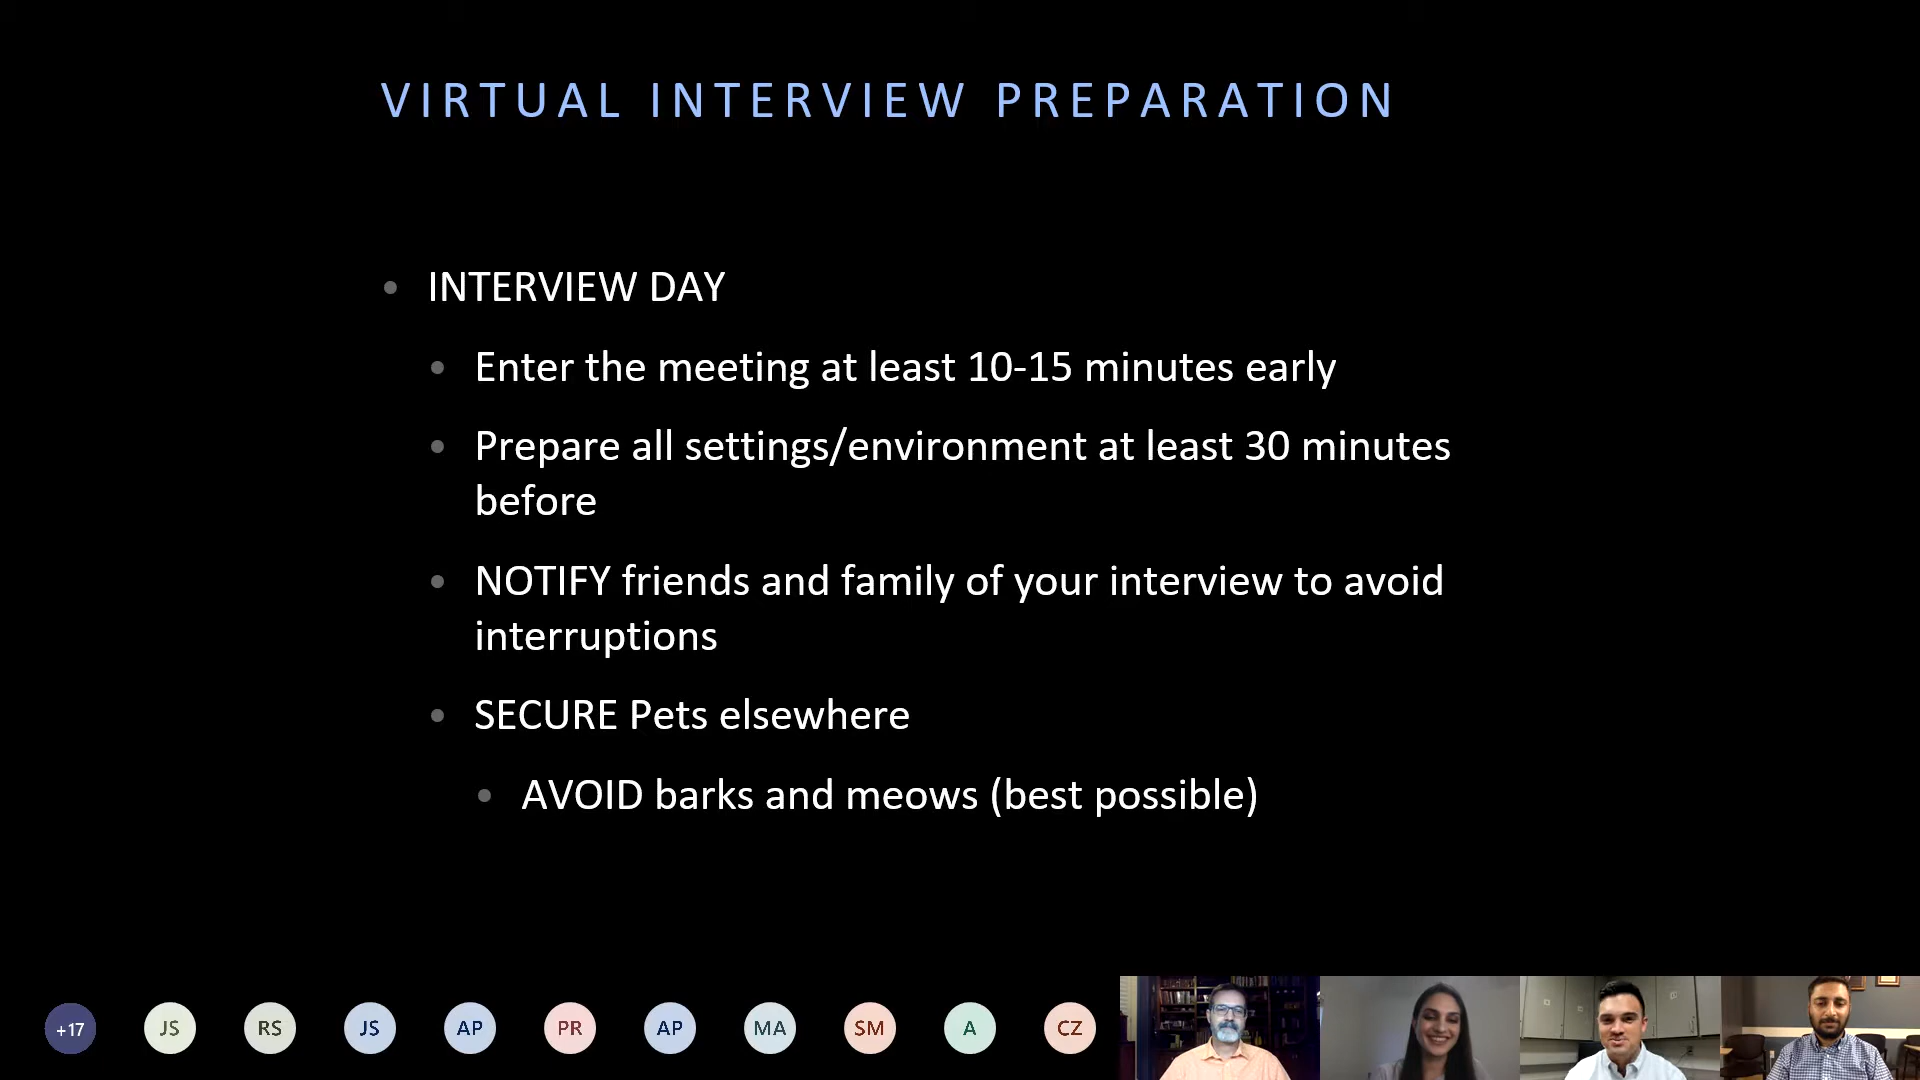 VIRTUAL INTERVIEW PREPARATION
INTERVIEW DAY
Enter the meeting at least 10-15 minutes early
Prepare all settings/environment at least 30 minutes
before
NOTIFY friends and family of your interview to avoid
interruptions
SECURE Pets elsewhere
AVOID barks and meows (best possible)
+17 JS RS JS AP PR AP MA SM A CZ